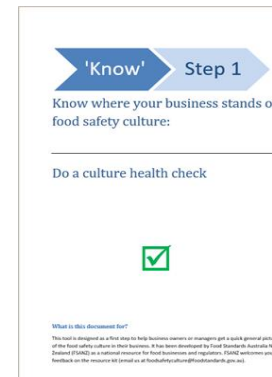 'Know' Step 1
Know where your business stands o
food safety culture:
Do a culture health check
What is this document for?
This tool is designed as a first step to help business owners or managers get a quick general pictu
of the food safety culture in their business. It has been developed by Food Standards Australia N
Zealand (FSANZ) as a national resource for food businesses and regulators. FSANZ welcomes you
feedback on the resource kit (email us at foodsafetyculture@foodstandards.gov.au).